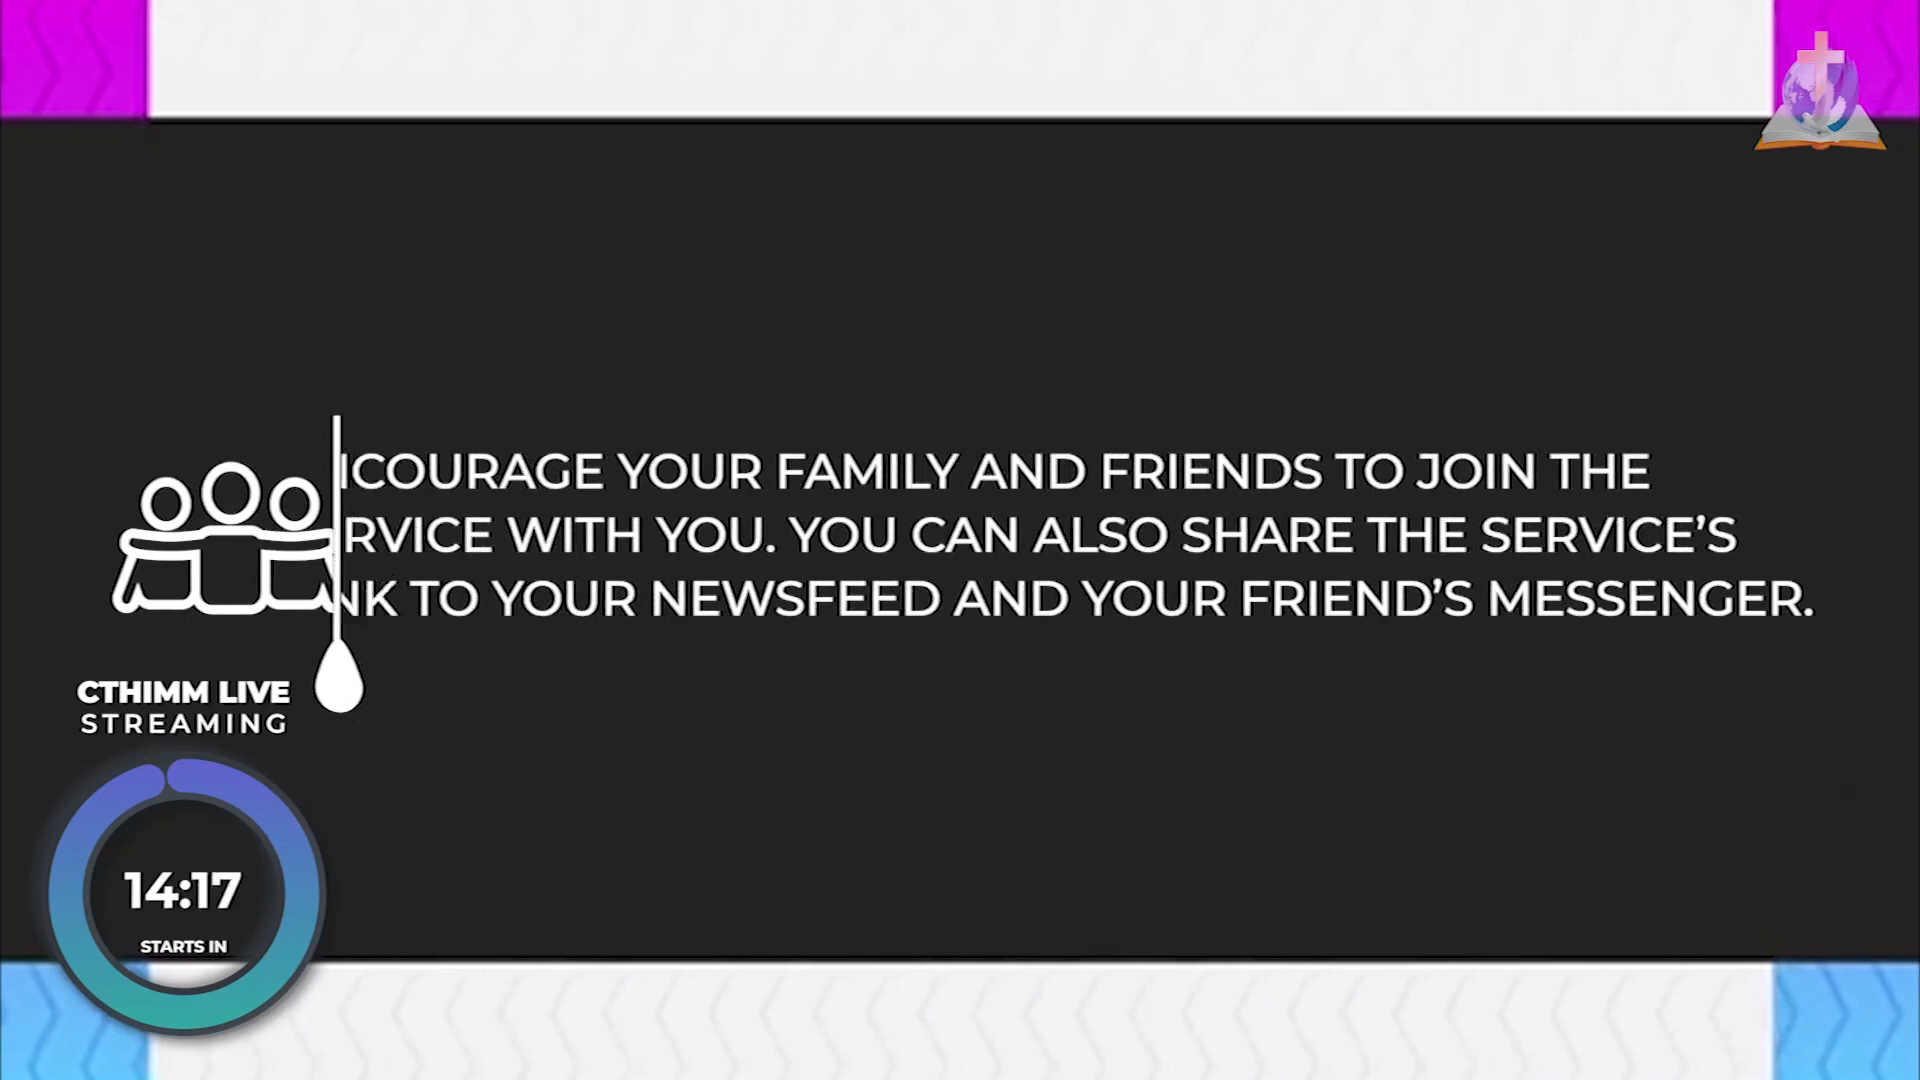 COURAGE YOUR FAMILY AND FRIENDS TO JOIN THE
RVICE WITH YOU. YOU CAN ALSO SHARE THE SERVICE’S
NK TO YOUR NEWSFEED AND YOUR FRIEND’S MESSENGER.
CTHIMM LIVE
STREAMING
14:17
STARTS IN